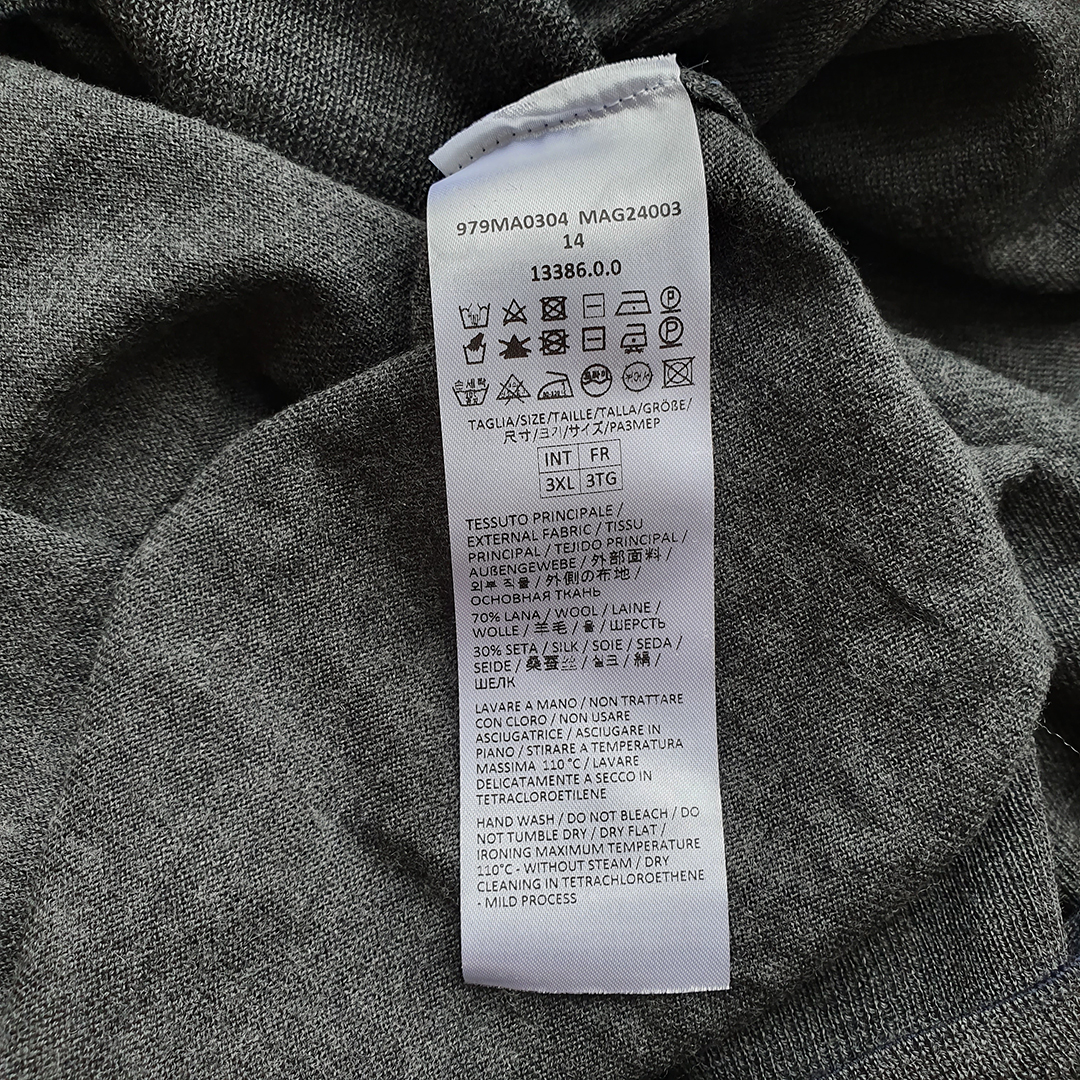 979MA0304 MAG24003
14
13386.0.0
TAGLIA/SIZE/TAILLE/TALLA/GRÖßE/
尺寸/크기/サイズ/РАЗМЕР
INT FR
3XL 3TG
TESSUTO PRINCIPALE /
EXTERNAL FABRIC / TISSU
PRINCIPAL / TEJIDO PRINCIPAL /
AUßENGEWEBE / 外部面料 /
외부 직물 / 外側の布地 /
ОСНОВНАЯ ТКАНЬ
70% LANA / WOOL / LAINE /
WOLLE / 羊毛 / 울 / ШЕРСТЬ
30% SETA / SILK / SOIE / SEDA /
SEIDE / 桑蚕丝 / 실크 / 絹 /
ШЕЛК
LAVARE A MANO / NON TRATTARE
CON CLORO / NON USARE
ASCIUGATRICE / ASCIUGARE IN
PIANO / STIRARE A TEMPERATURA
MASSIMA 110 °C / LAVARE
DELICATAMENTE A SECCO IN
TETRACLOROETILENE
HAND WASH / DO NOT BLEACH / DO
NOT TUMBLE DRY / DRY FLAT /
IRONING MAXIMUM TEMPERATURE
110°C - WITHOUT STEAM / DRY
CLEANING IN TETRACHLOROETHENE
- MILD PROCESS